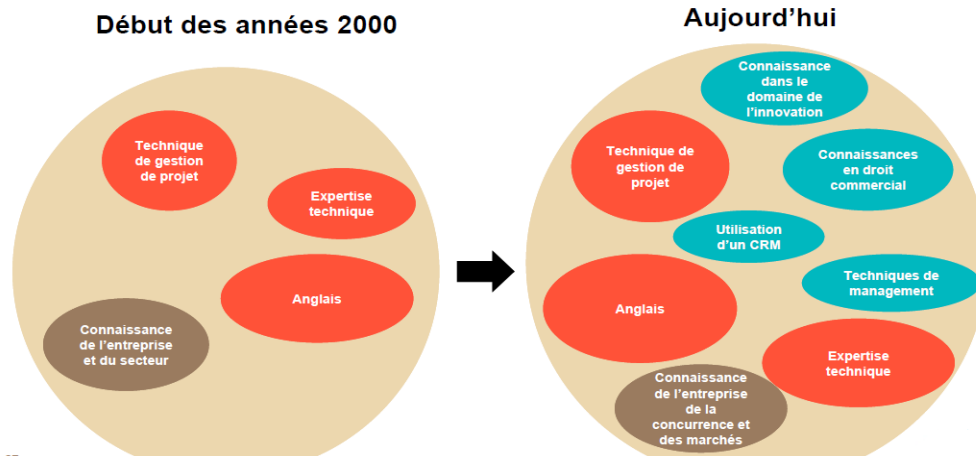 Début des années 2000
Technique
de gestion
de projet
Expertise
technique
Anglais
Connaissance
de l'entreprise
et du secteur
Aujourd'hui
Connaissance
dans le
domaine de
l'innovation
Technique de
gestion de
projet
Connaissances
en droit
commercial
Utilisation
d'un CRM
Techniques de
management
Anglais
Expertise
technique
Connaissance
de l'entreprise
de la
concurrence et
des marchés